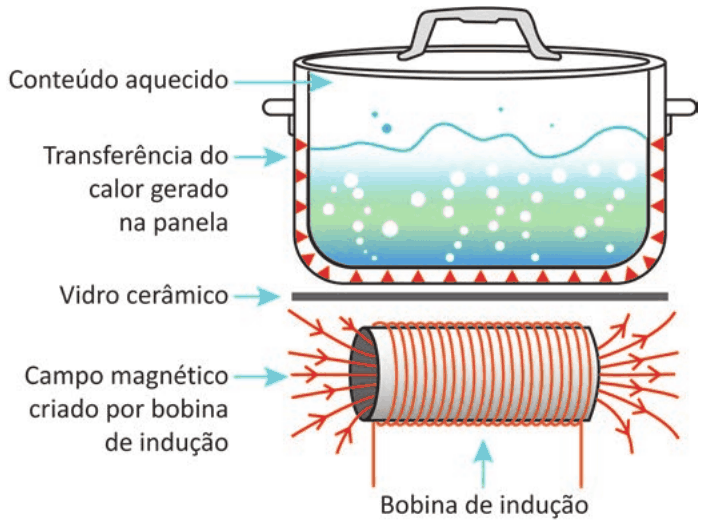 Conteúdo aquecido
Transferência do
calor gerado
na panela
Vidro cerâmico
Campo magnético
criado por bobina
de indução
Bobina de indução